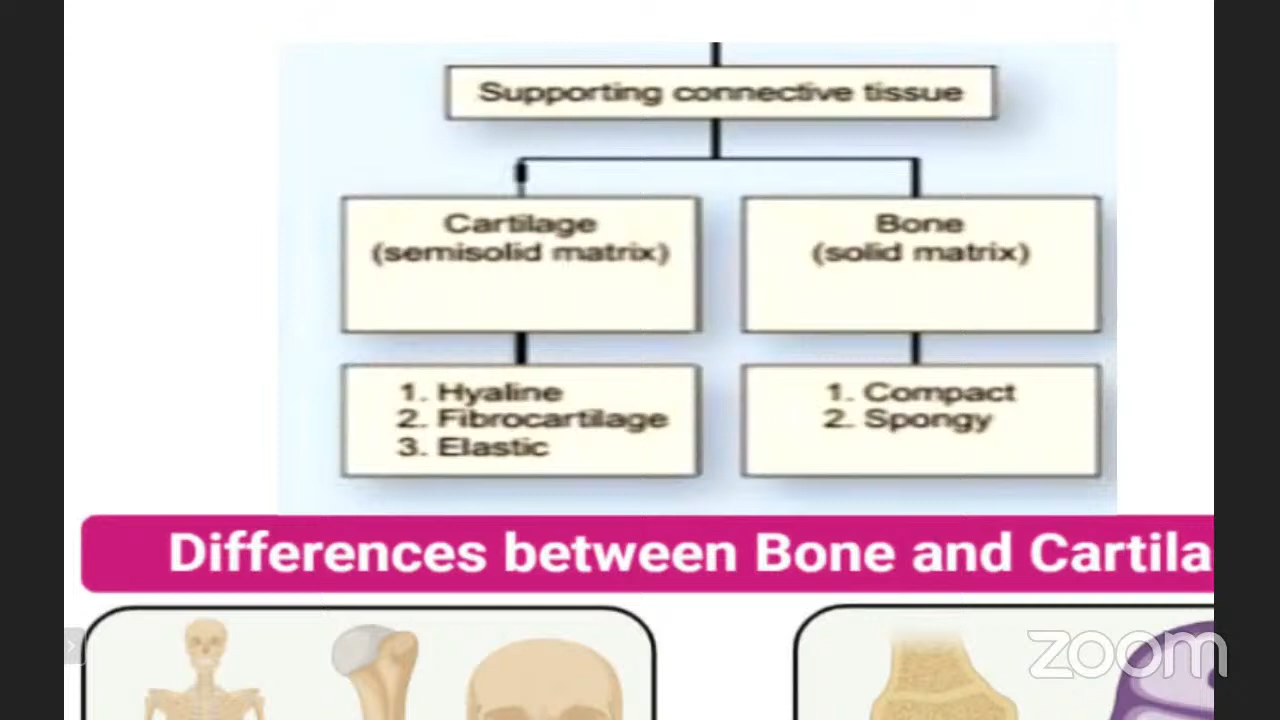 Supporting connective tissue
Cartilage
(semisolid matrix)
Bone
(solid matrix)
1. Hyaline
2. Fibrocartilage
3. Elastic
1. Compact
2. Spongy
Differences between Bone and Cartila
zoom